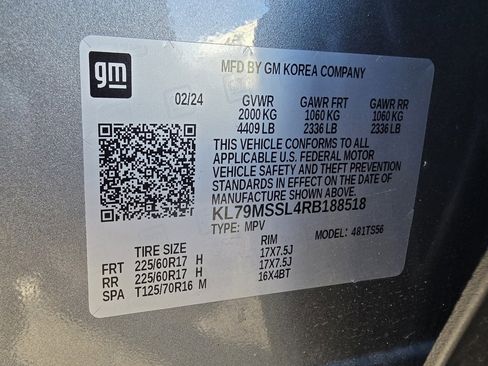 gm
MFD BY GM KOREA COMPANY
02/24 GVWR GAWR FRT GAWR RR
2000 KG 1060 KG 1060 KG
4409 LB 2336 LB 2336 LB
THIS VEHICLE CONFORMS TO ALL
APPLICABLE U.S. FEDERAL MOTOR
VEHICLE SAFETY AND THEFT PREVENTION
STANDARDS IN EFFECT ON THE DATE OF
MANUFACTURE SHOWN ABOVE.
KL79MSSL4RB188518
TYPE: MPV MODEL: 481TS56
TIRE SIZE RIM
FRT 225/60R17 H 17X7.5J
RR 225/60R17 H 17X7.5J
SPA T125/70R16 M 16X4BT